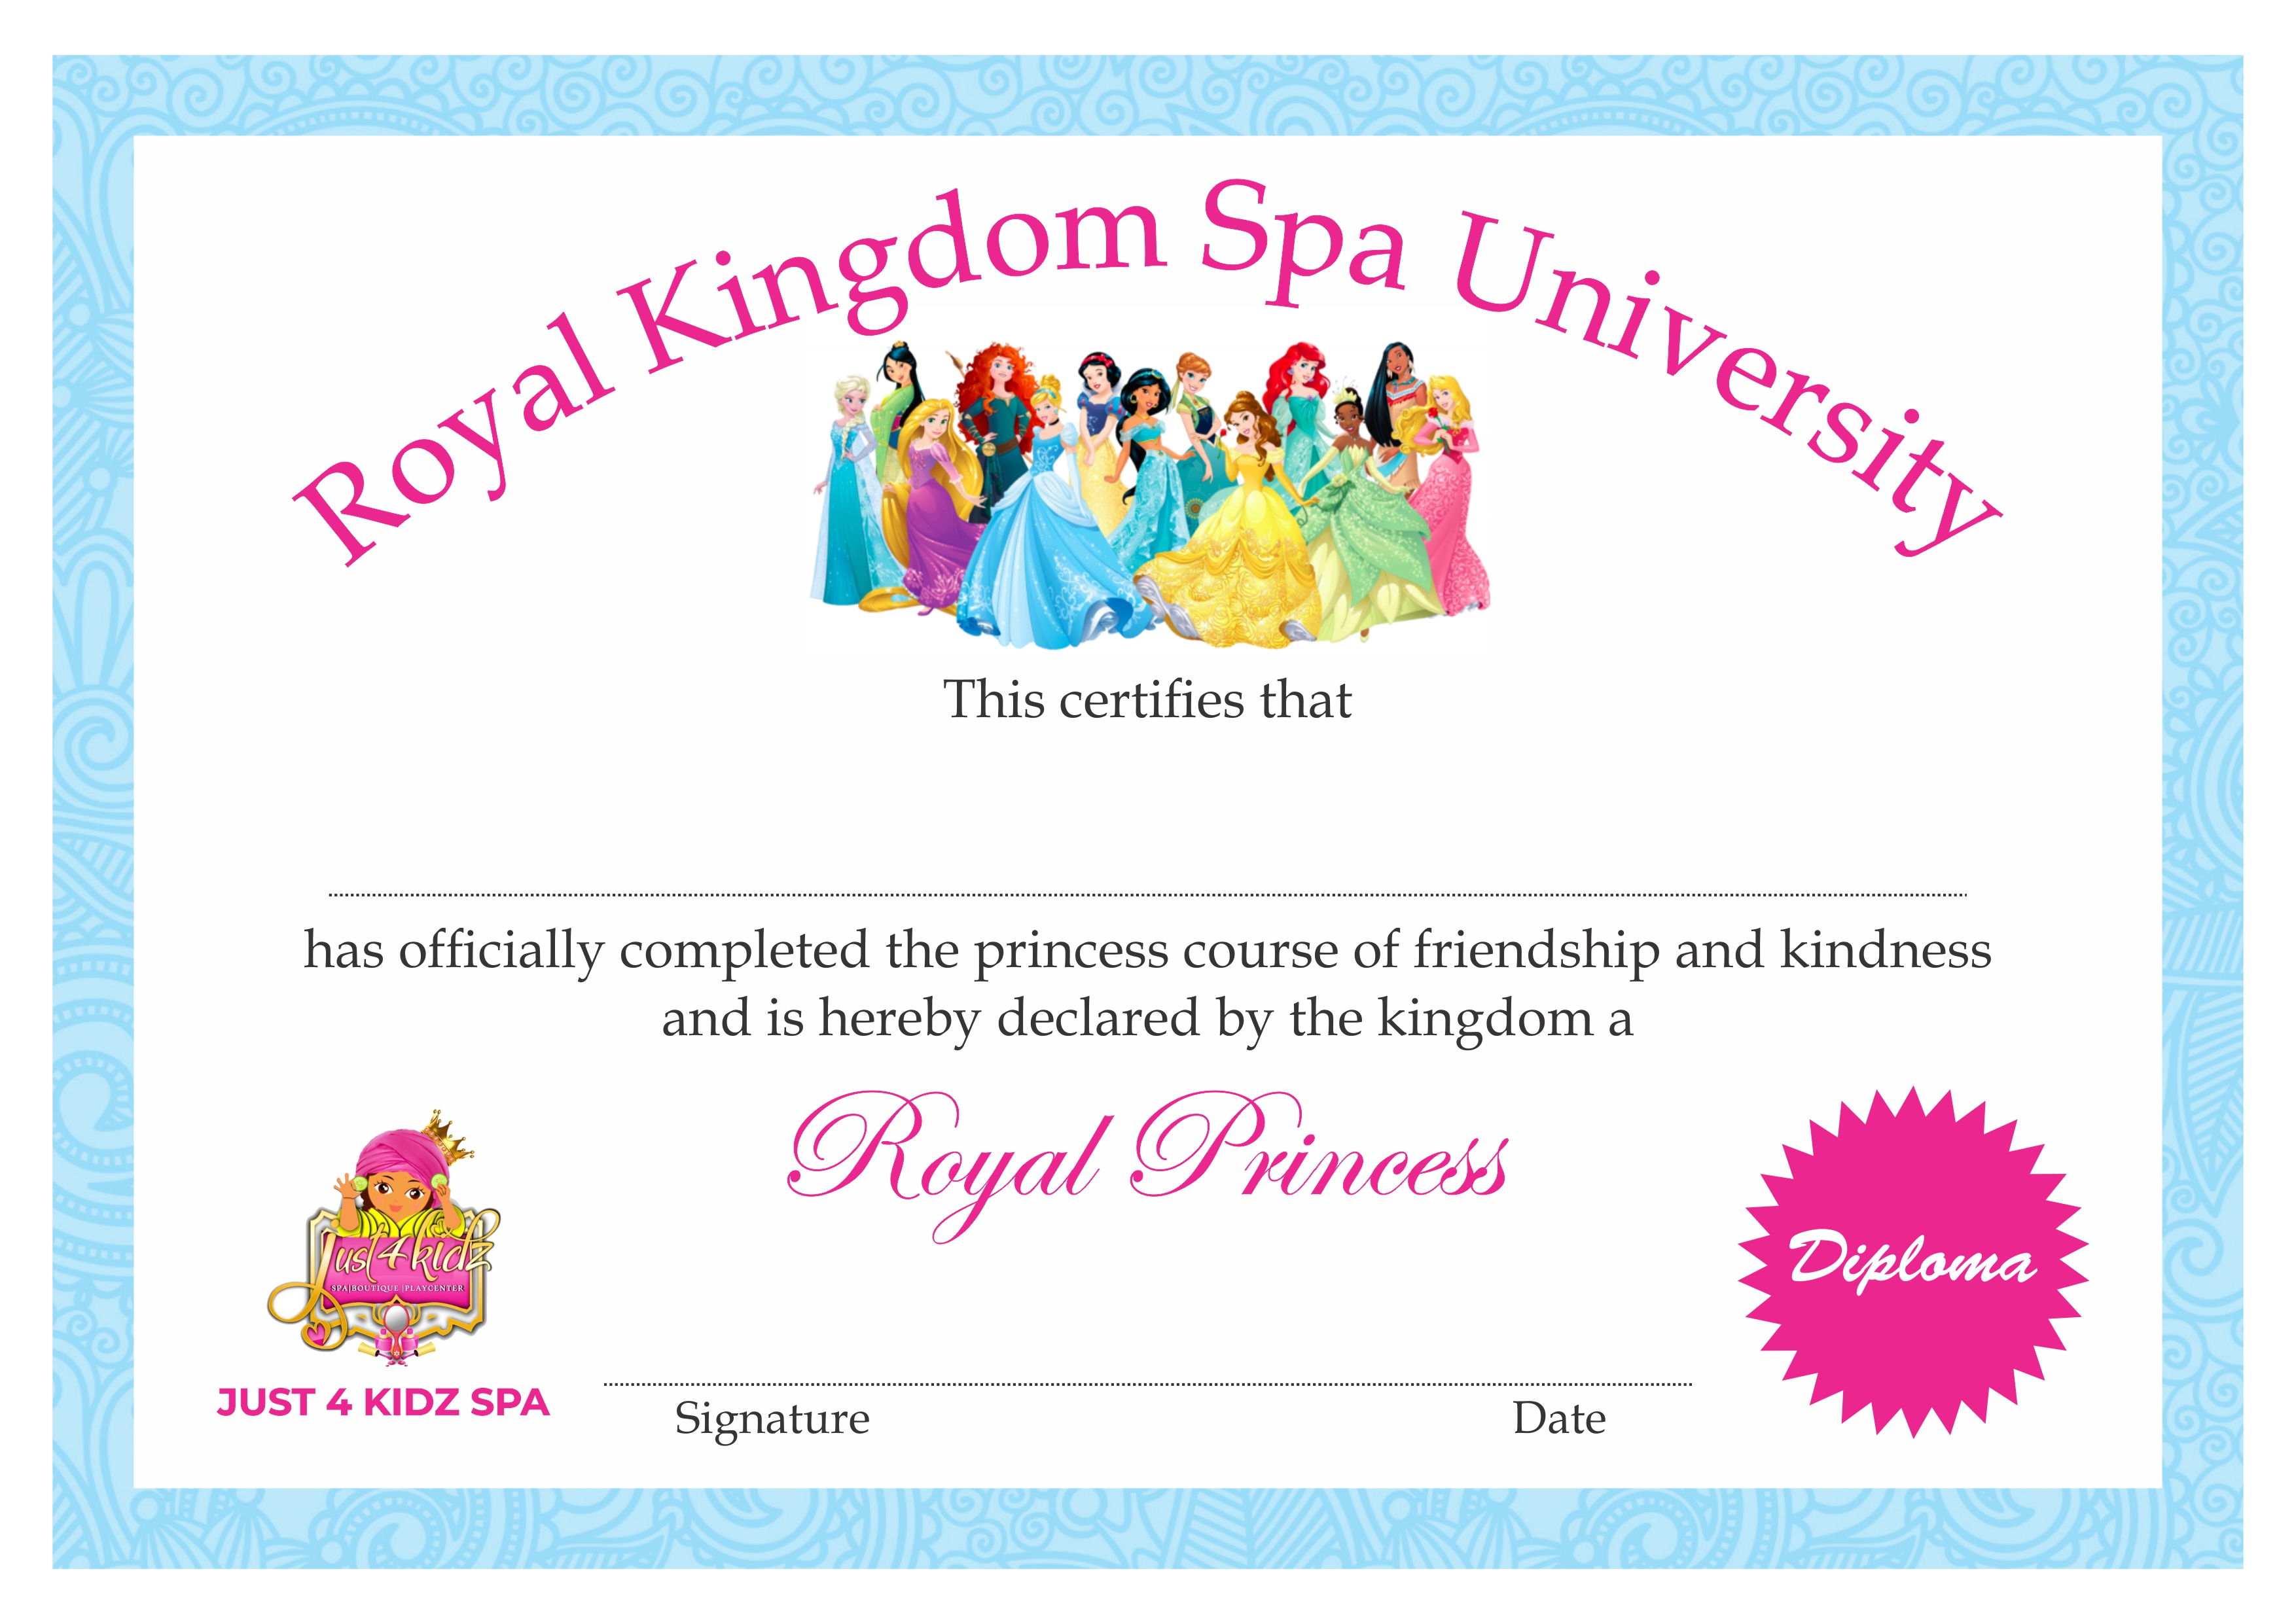 Royal Kingdom Spa University
This certifies that
has officially completed the princess course of friendship and kindness
and is hereby declared by the kingdom a
Royal Princess
Just 4 kidz
SPA|BOUTIQUE |PLAYCENTER
JUST 4 KIDZ SPA
Signature
Date
Diploma